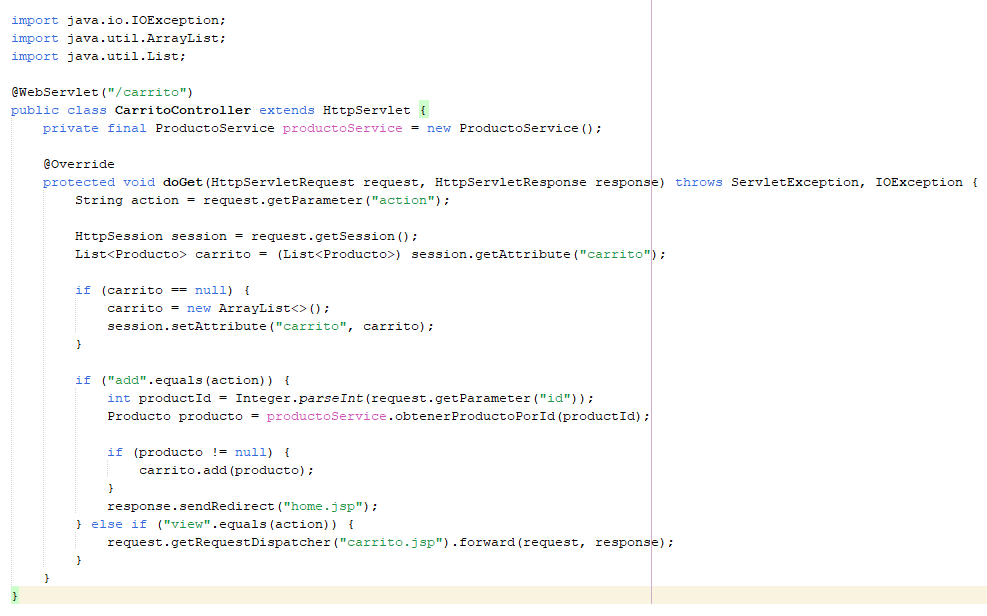 import java.io.IOException;
import java.util.ArrayList;
import java.util.List;

@WebServlet("/carrito")
public class CarritoController extends HttpServlet {
    private final ProductoService productoService = new ProductoService();

    @Override
    protected void doGet(HttpServletRequest request, HttpServletResponse response) throws ServletException, IOException {
        String action = request.getParameter("action");

        HttpSession session = request.getSession();
        List<Producto> carrito = (List<Producto>) session.getAttribute("carrito");

        if (carrito == null) {
            carrito = new ArrayList<>();
            session.setAttribute("carrito", carrito);
        }

        if ("add".equals(action)) {
            int productId = Integer.parseInt(request.getParameter("id"));
            Producto producto = productoService.obtenerProductoPorId(productId);

            if (producto != null) {
                carrito.add(producto);
            }
            response.sendRedirect("home.jsp");
        } else if ("view".equals(action)) {
            request.getRequestDispatcher("carrito.jsp").forward(request, response);
        }
    }
}